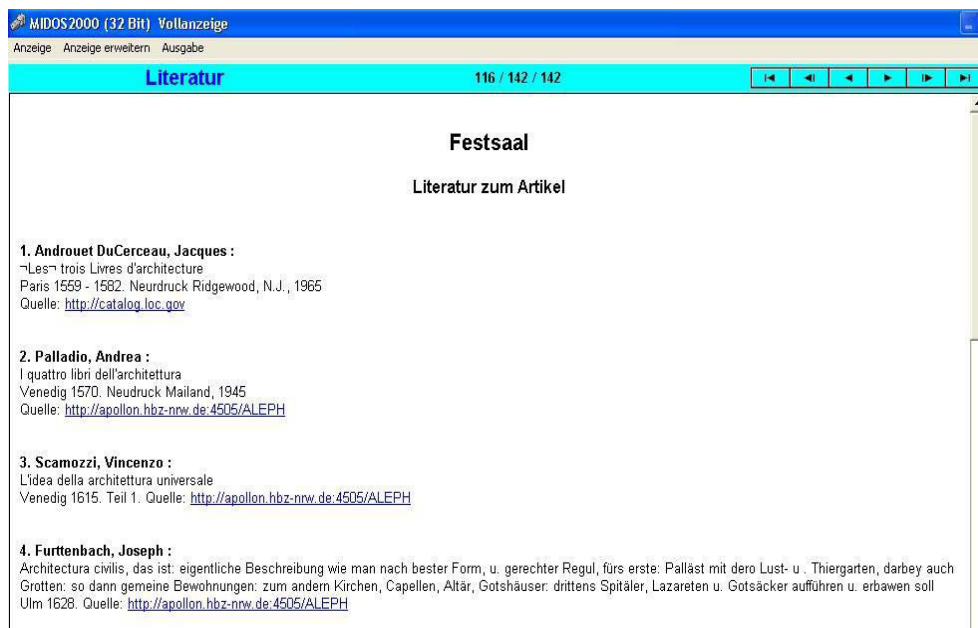 MIDOS2000 (32 Bit) Vollanzeige
Anzeige Anzeige erweitern Ausgabe
Literatur 116 / 142 / 142
Festsaal
Literatur zum Artikel
1. Androuet DuCerceau, Jacques :
¬Les¬ trois Livres d'architecture
Paris 1559 - 1582. Neurdruck Ridgewood, N.J., 1965
Quelle: http://catalog.loc.gov
2. Palladio, Andrea :
I quattro libri dell'architettura
Venedig 1570. Neudruck Mailand, 1945
Quelle: http://apollon.hbz-nrw.de:4505/ALEPH
3. Scamozzi, Vincenzo :
L'idea della architettura universale
Venedig 1615. Teil 1. Quelle: http://apollon.hbz-nrw.de:4505/ALEPH
4. Furttenbach, Joseph :
Architectura civilis, das ist: eigentliche Beschreibung wie man nach bester Form, u. gerechter Regul, fürs erste: Palläst mit dero Lust- u . Thiergarten, darbey auch
Grotten: so dann gemeine Bewohnungen: zum andern Kirchen, Capellen, Altär, Gotshäuser: drittens Spitäler, Lazareten u. Gotsäcker aufführen u. erbawen soll
Ulm 1628. Quelle: http://apollon.hbz-nrw.de:4505/ALEPH